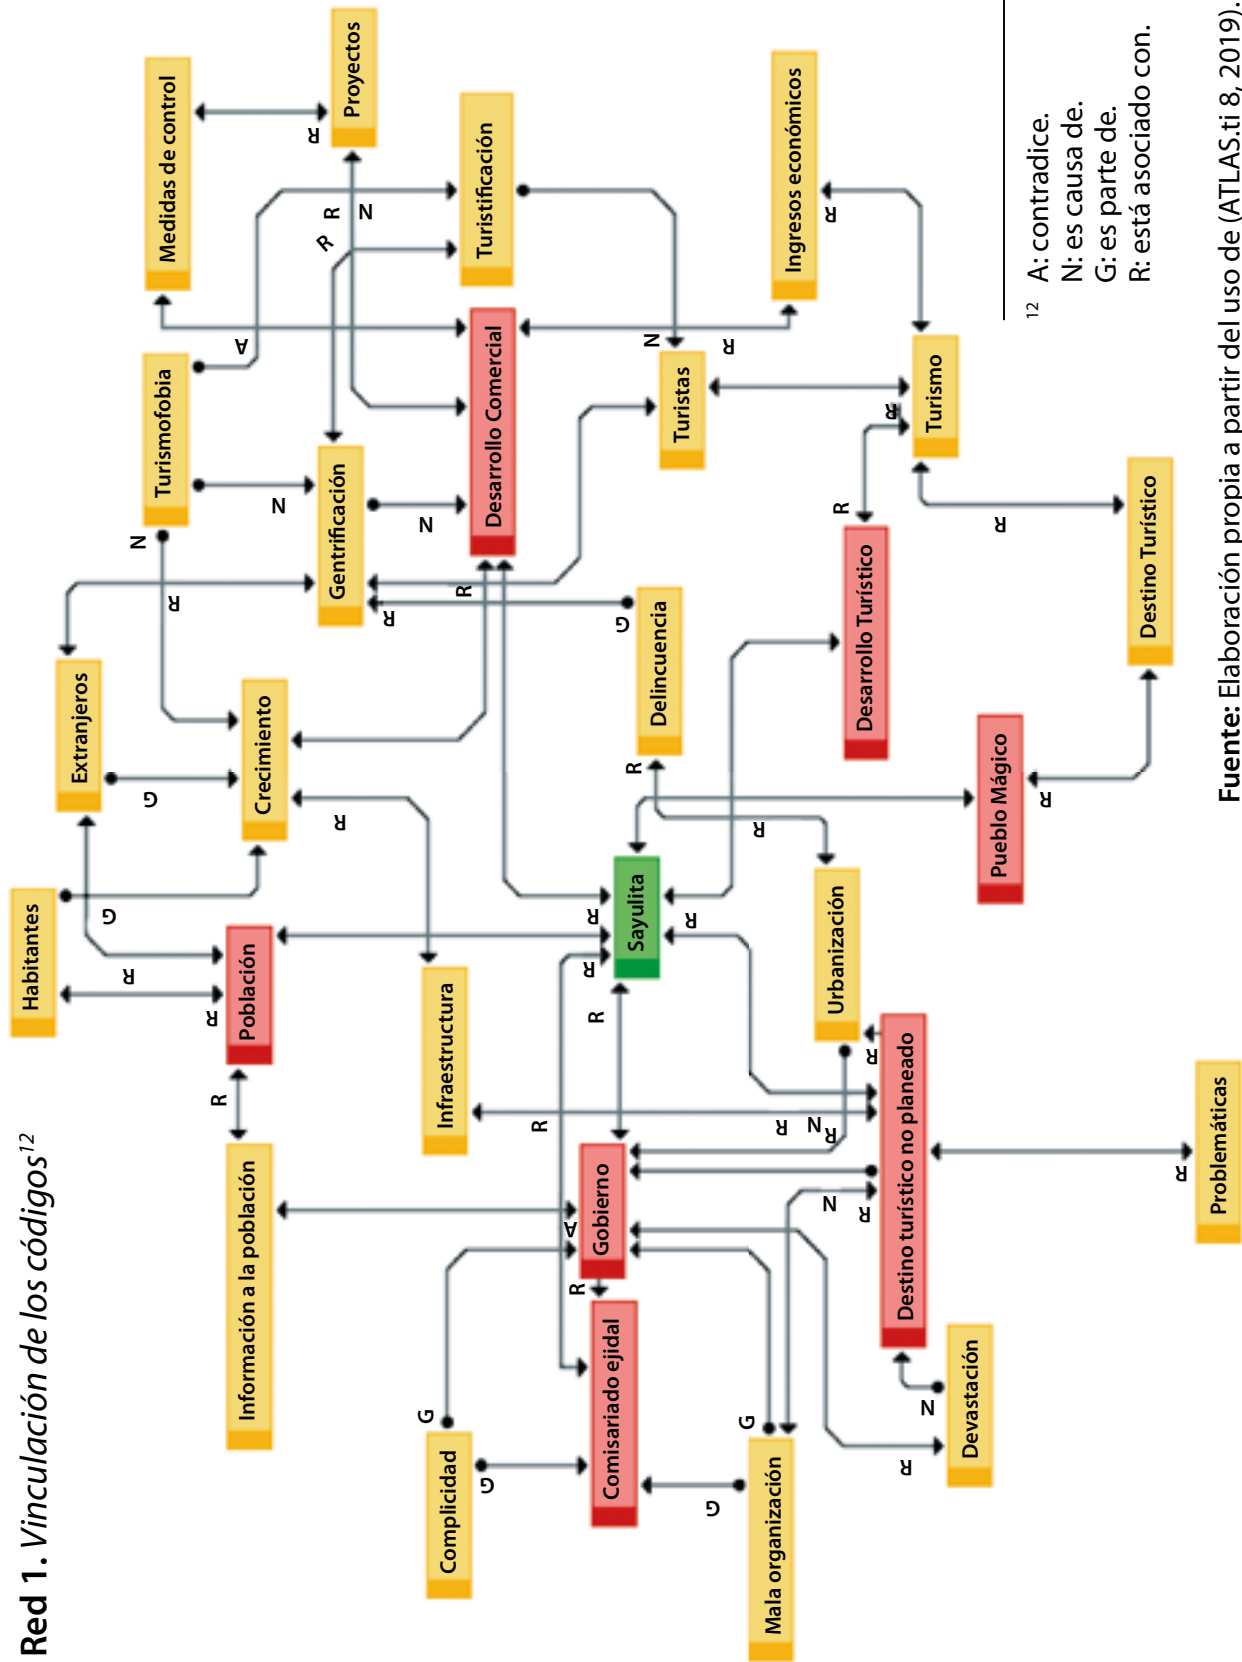 Red 1. Vinculación de los códigos12
Habitantes
Extranjeros
G
R
R
G
N
R
Turismofobia
Medidas de control
A
Información a la población
R
Población
Crecimiento
N
R
R
R
R
N
Gentrificación
Proyectos
R
N
G
Complicidad
G
Infraestructura
R
R
Desarrollo Comercial
Turistificación
R
A
R
R
R
Comisariado ejidal
Gobierno
Sayulita
G
R
Delincuencia
N
Turistas
R
G
G
Mala organización
R
R
R
Ingresos económicos
R
N
N
R
Urbanización
R
Desarrollo Turístico
R
R
R
R
Destino turístico no planeado
R
N
Devastación
Turismo
Pueblo Mágico
R
R
Destino Turístico
R
Problemáticas
12 A: contradice.
N: es causa de.
G: es parte de.
R: está asociado con.
Fuente: Elaboración propia a partir del uso de (ATLAS.ti 8, 2019).